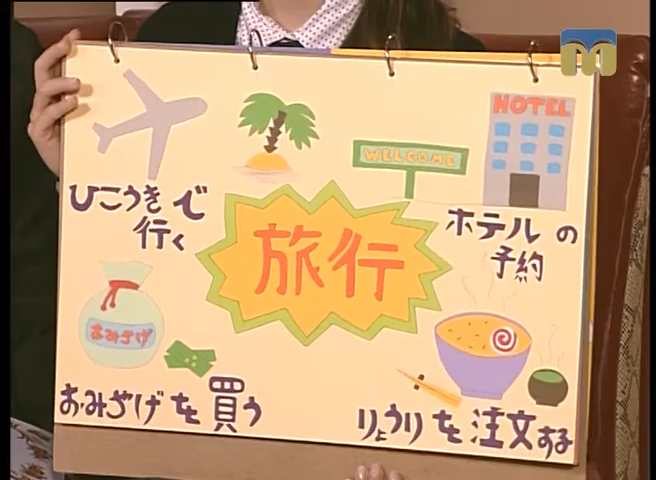 M
HOTEL
WELCOME
ひこうきで
行く
ホテルの
予約
旅行
おみやげ
おみやげを買う
りょうりを注文する